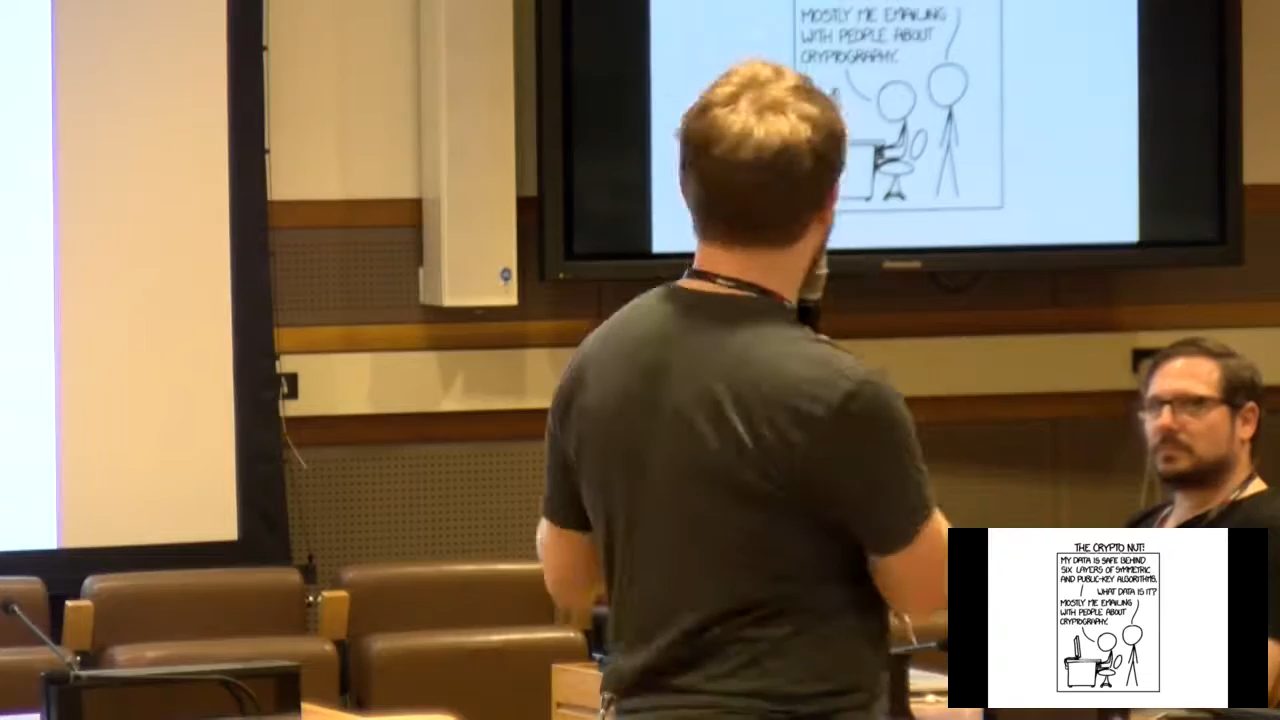 MOSTLY ME EMAILING
WITH PEOPLE ABOUT
CRYPTOGRAPHY.
THE CRYPTO NUT:
MY DATA IS SAFE BEHIND
SIX LAYERS OF SYMMETRIC
AND PUBLIC-KEY ALGORITHMS.
WHAT DATA IS IT?
MOSTLY ME EMAILING
WITH PEOPLE ABOUT
CRYPTOGRAPHY.